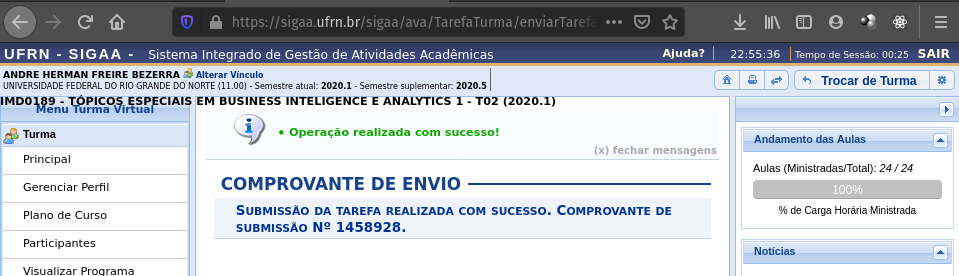 https://sigaa.ufrn.br/sigaa/ava/TarefaTurma/enviarTarefa
UFRN - SIGAA - Sistema Integrado de Gestão de Atividades Acadêmicas Ajuda? 22:55:36 Tempo de Sessão: 00:25 SAIR
ANDRE HERMAN FREIRE BEZERRA Alterar Vínculo
UNIVERSIDADE FEDERAL DO RIO GRANDE DO NORTE (11.00) - Semestre atual: 2020.1 - Semestre suplementar: 2020.5
Trocar de Turma
IMD0189 - TÓPICOS ESPECIAIS EM BUSINESS INTELIGENCE E ANALYTICS 1 - T02 (2020.1)
Menu Turma Virtual
Turma
Principal
Gerenciar Perfil
Plano de Curso
Participantes
Visualizar Programa
• Operação realizada com sucesso!
(x) fechar mensagens
COMPROVANTE DE ENVIO
SUBMISSÃO DA TAREFA REALIZADA COM SUCESSO. COMPROVANTE DE
SUBMISSÃO Nº 1458928.
Andamento das Aulas
Aulas (Ministradas/Total): 24 / 24
100%
% de Carga Horária Ministrada
Notícias